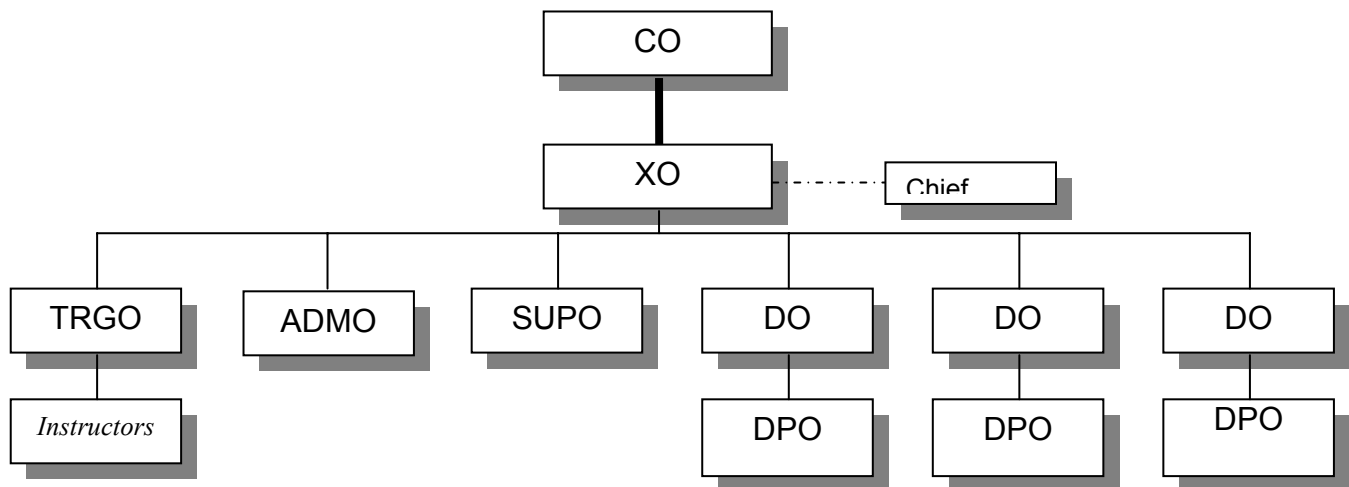 CO
XO
Chief
TRGO
ADMO
SUPO
DO
DO
DO
Instructors
DPO
DPO
DPO